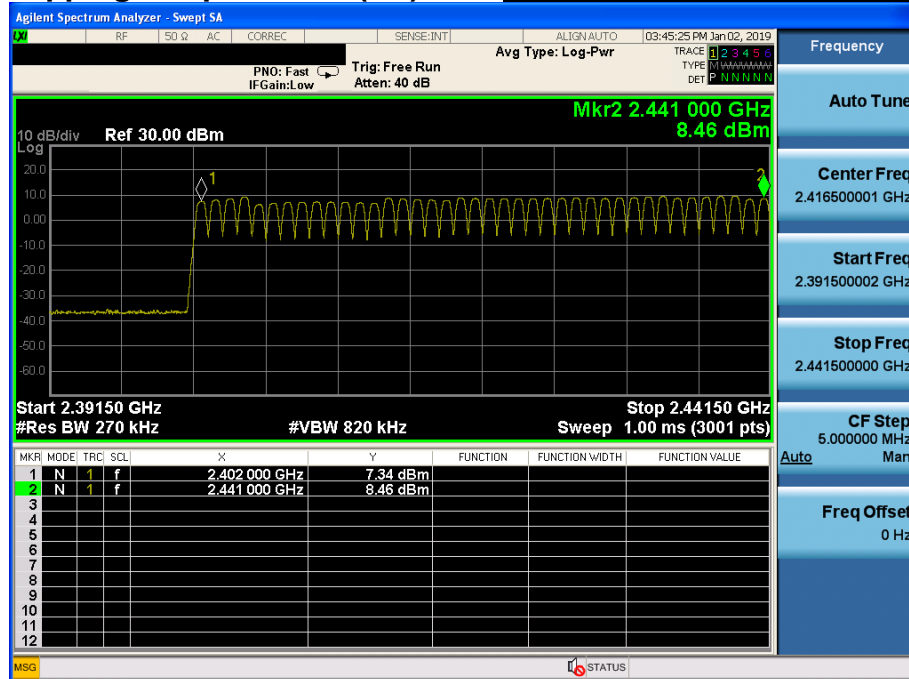 Agilent Spectrum Analyzer - Swept SA
LXI RF 50 Ω AC CORREC SENSE:INT ALIGN AUTO 03:45:25 PM Jan 02, 2019
Avg Type: Log-Pwr TRACE 1 2 3 4 5 6
PNO: Fast Trig: Free Run TYPE M WWWWW
IFGain:Low Atten: 40 dB DET P N N N N N
Mkr2 2.441 000 GHz
8.46 dBm
10 dB/div Ref 30.00 dBm
Log
1
2
20.0
10.0
0.00
-10.0
-20.0
-30.0
-40.0
-50.0
-60.0
Start 2.39150 GHz Stop 2.44150 GHz
#Res BW 270 kHz #VBW 820 kHz Sweep 1.00 ms (3001 pts)
MKR MODE TRC SCL X Y FUNCTION FUNCTION WIDTH FUNCTION VALUE
1 N 1 f 2.402 000 GHz 7.34 dBm
2 N 1 f 2.441 000 GHz 8.46 dBm
3
4
5
6
7
8
9
10
11
12
MSG STATUS
Frequency
Auto Tune
Center Freq
2.416500001 GHz
Start Freq
2.391500002 GHz
Stop Freq
2.441500000 GHz
CF Step
5.000000 MHz
Auto Man
Freq Offset
0 Hz